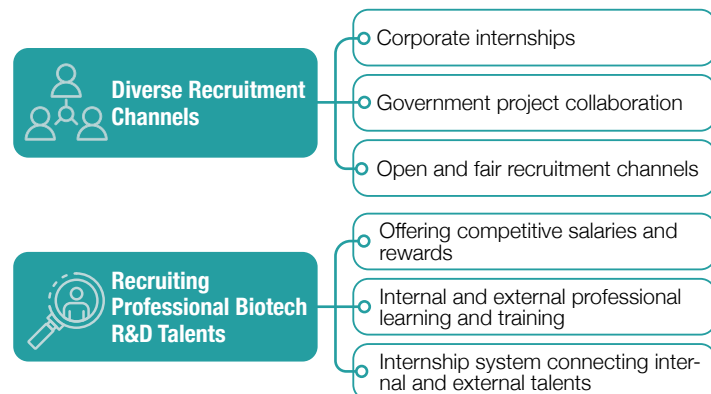 Diverse Recruitment
Channels
Corporate internships
Government project collaboration
Open and fair recruitment channels
Recruiting
Professional Biotech
R&D Talents
Offering competitive salaries and
rewards
Internal and external professional
learning and training
Internship system connecting inter-
nal and external talents